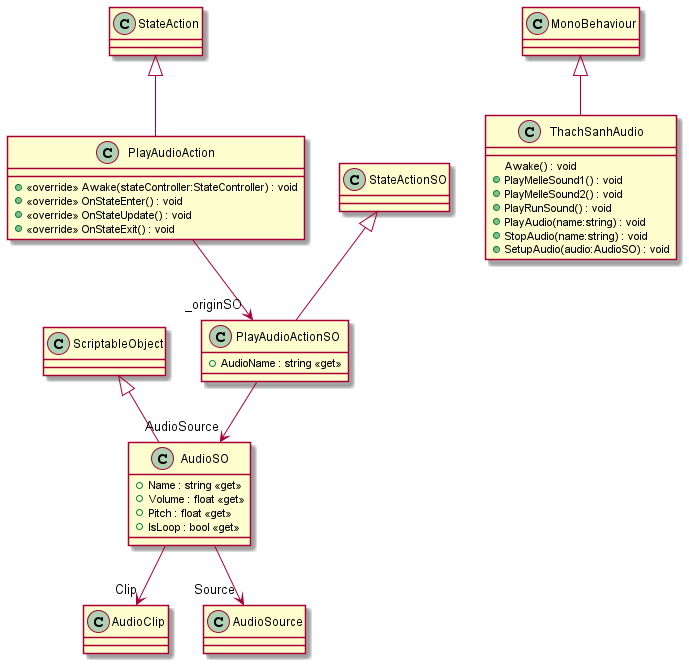 C StateAction
C MonoBehaviour
C PlayAudioAction
«override» Awake(stateController:StateController) : void
«override» OnStateEnter() : void
«override» OnStateUpdate() : void
«override» OnStateExit() : void
C ThachSanhAudio
Awake() : void
PlayMelleSound1() : void
PlayMelleSound2() : void
PlayRunSound() : void
PlayAudio(name:string) : void
StopAudio(name:string) : void
SetupAudio(audio:AudioSO) : void
C StateActionSO
_originSO
C PlayAudioActionSO
AudioName : string «get»
C ScriptableObject
AudioSource
C AudioSO
Name : string «get»
Volume : float «get»
Pitch : float «get»
IsLoop : bool «get»
Clip
Source
C AudioClip
C AudioSource